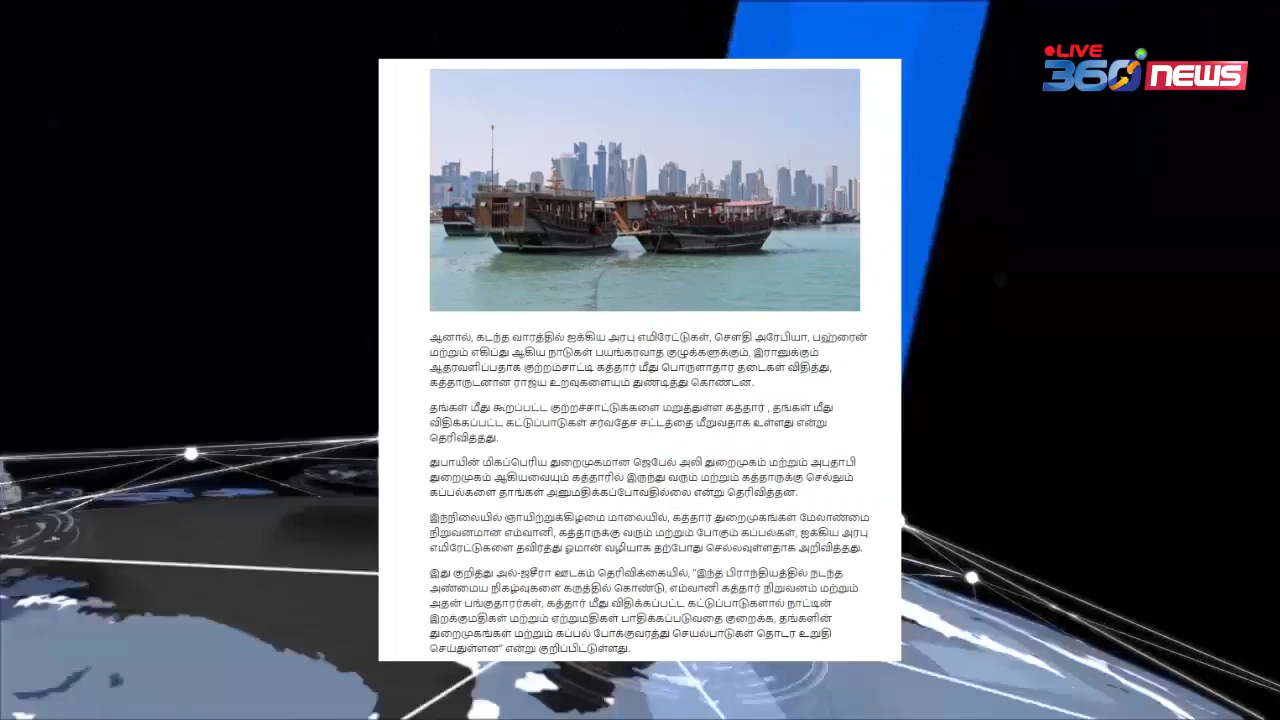 LIVE
360 NEWS
ஆனால், கடந்த வாரத்தில் ஐக்கிய அரபு எமிரேட்டுகள், சௌதி அரேபியா, பஹ்ரைன்
மற்றும் எகிப்து ஆகிய நாடுகள் பயங்கரவாத குழுக்களுக்கும், இரானுக்கும்
ஆதரவளிப்பதாக குற்றம்சாட்டி கத்தார் மீது பொருளாதார தடைகள் விதித்து,
கத்தாருடனான ராஜ்ய உறவுகளையும் துண்டித்து கொண்டன.
தங்கள் மீது கூறப்பட்ட குற்றச்சாட்டுக்களை மறுத்துள்ள கத்தார் , தங்கள் மீது
விதிக்கப்பட்ட கட்டுப்பாடுகள் சர்வதேச சட்டத்தை மீறுவதாக உள்ளது என்று
தெரிவித்தது.
துபாயின் மிகப்பெரிய துறைமுகமான ஜெபேல் அலி துறைமுகம் மற்றும் அபுதாபி
துறைமுகம் ஆகியவையும் கத்தாரில் இருந்து வரும் மற்றும் கத்தாருக்கு செல்லும்
கப்பல்களை தாங்கள் அனுமதிக்கப்போவதில்லை என்று தெரிவித்தன.
இந்நிலையில் ஞாயிற்றுக்கிழமை மாலையில், கத்தார் துறைமுகங்கள் மேலாண்மை
நிறுவனமான எம்வானி, கத்தாருக்கு வரும் மற்றும் போகும் கப்பல்கள், ஐக்கிய அரபு
எமிரேட்டுகளை தவிர்த்து ஓமான் வழியாக தற்போது செல்லவுள்ளதாக அறிவித்தது.
இது குறித்து அல்-ஜசீரா ஊடகம் தெரிவிக்கையில், "இந்த பிராந்தியத்தில் நடந்த
அண்மைய நிகழ்வுகளை கருத்தில் கொண்டு, எம்வானி கத்தார் நிறுவனம் மற்றும்
அதன் பங்குதாரர்கள், கத்தார் மீது விதிக்கப்பட்ட கட்டுப்பாடுகளால் நாட்டின்
இறக்குமதிகள் மற்றும் ஏற்றுமதிகள் பாதிக்கப்படுவதை குறைக்க, தங்களின்
துறைமுகங்கள் மற்றும் கப்பல் போக்குவரத்து செயல்பாடுகள் தொடர உறுதி
செய்துள்ளன" என்று குறிப்பிட்டுள்ளது.